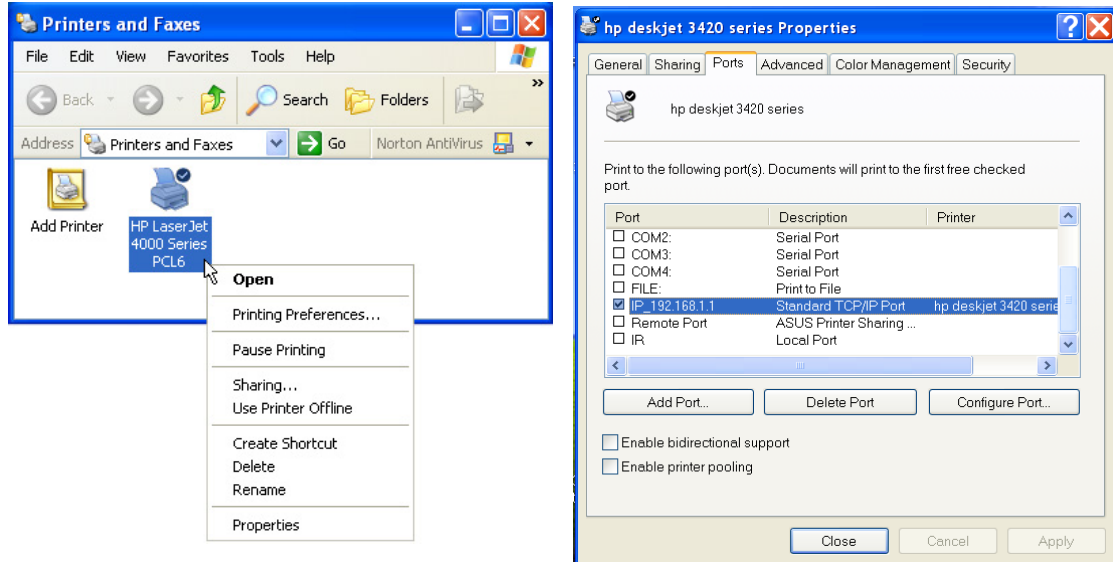 Printers and Faxes
File Edit View Favorites Tools Help
Back Search Folders »
Address Printers and Faxes Go Norton AntiVirus
Add Printer
HP LaserJet
4000 Series
PCL6
Open
Printing Preferences...
Pause Printing
Sharing...
Use Printer Offline
Create Shortcut
Delete
Rename
Properties
hp deskjet 3420 series Properties
General Sharing Ports Advanced Color Management Security
hp deskjet 3420 series
Print to the following port(s). Documents will print to the first free checked
port.
Port Description Printer
COM2: Serial Port
COM3: Serial Port
COM4: Serial Port
FILE: Print to File
IP_192.168.1.1 Standard TCP/IP Port hp deskjet 3420 serie
Remote Port ASUS Printer Sharing ...
IR Local Port
Add Port... Delete Port Configure Port...
Enable bidirectional support
Enable printer pooling
Close Cancel Apply